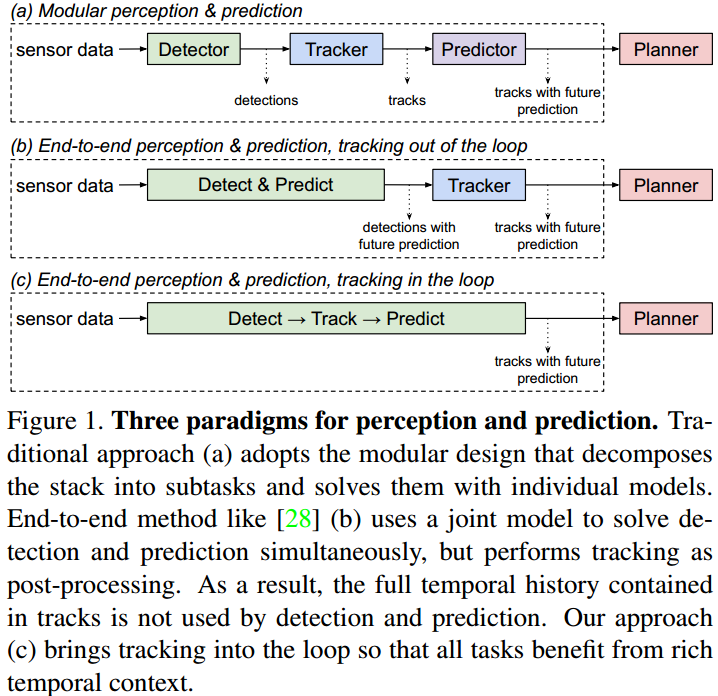 (a) Modular perception & prediction
sensor data Detector Tracker Predictor Planner
detections tracks tracks with future
prediction
(b) End-to-end perception & prediction, tracking out of the loop
sensor data Detect & Predict Tracker Planner
detections with tracks with future
future prediction prediction
(c) End-to-end perception & prediction, tracking in the loop
sensor data Detect → Track → Predict Planner
tracks with future
prediction
Figure 1. Three paradigms for perception and prediction. Tra-
ditional approach (a) adopts the modular design that decomposes
the stack into subtasks and solves them with individual models.
End-to-end method like [28] (b) uses a joint model to solve de-
tection and prediction simultaneously, but performs tracking as
post-processing. As a result, the full temporal history contained
in tracks is not used by detection and prediction. Our approach
(c) brings tracking into the loop so that all tasks benefit from rich
temporal context.